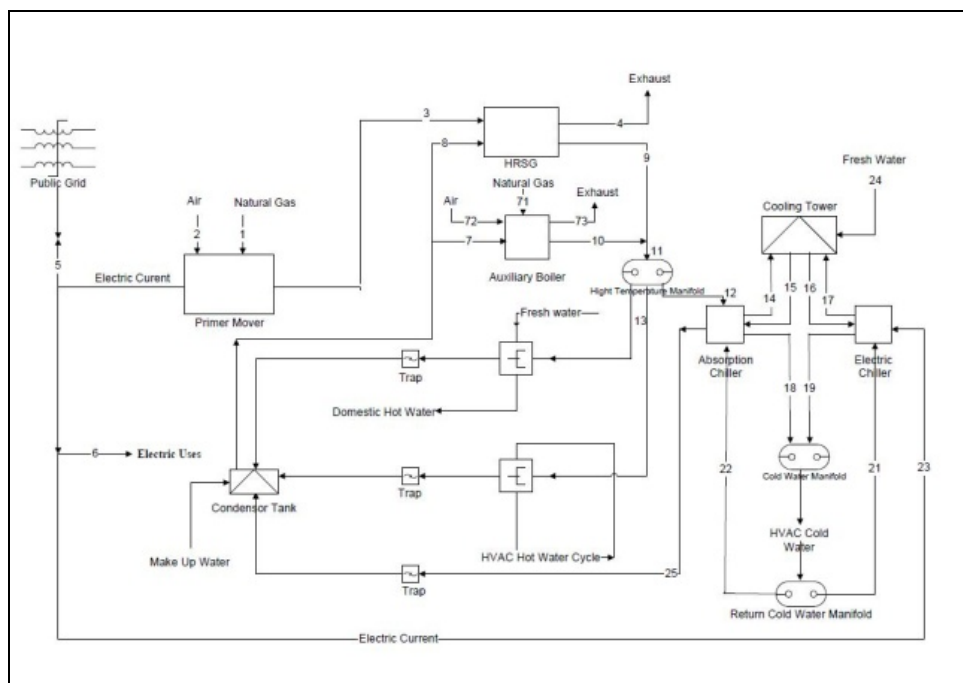 Exhaust
3
4
8
9
HRSG
Public Grid
Natural Gas
71
Exhaust
Air
72
73
7
10
Auxiliary Boiler
Fresh Water
24
Cooling Tower
Air
Natural Gas
2
1
5
Electric Curent
Primer Mover
11
Hight Temperature Manifold
12
13
14
15
16
17
Absorption
Chiller
Electric
Chiller
Fresh water
Trap
Domestic Hot Water
18
19
6
Electric Uses
22
21
23
Cold Water Manifold
Condensor Tank
Trap
HVAC Cold
Water
Make Up Water
HVAC Hot Water Cycle
25
Trap
Return Cold Water Manifold
Electric Current